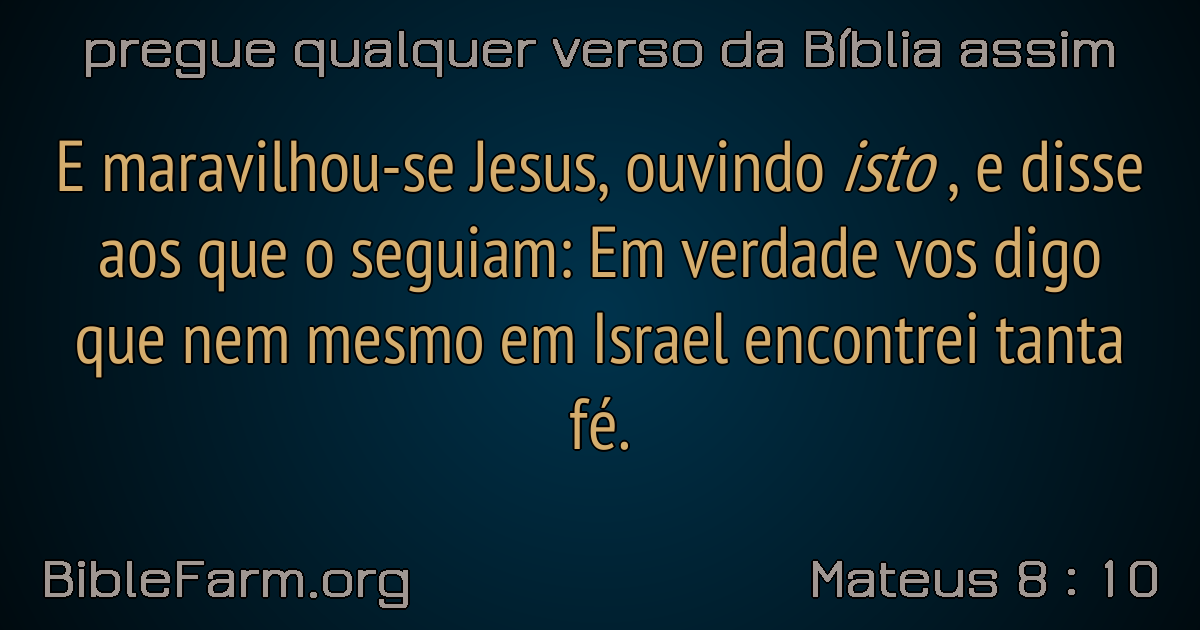 pregue qualquer verso da Bíblia assim
E maravilhou-se Jesus, ouvindo isto , e disse
aos que o seguiam: Em verdade vos digo
que nem mesmo em Israel encontrei tanta
fé.
BibleFarm.org
Mateus 8 : 10